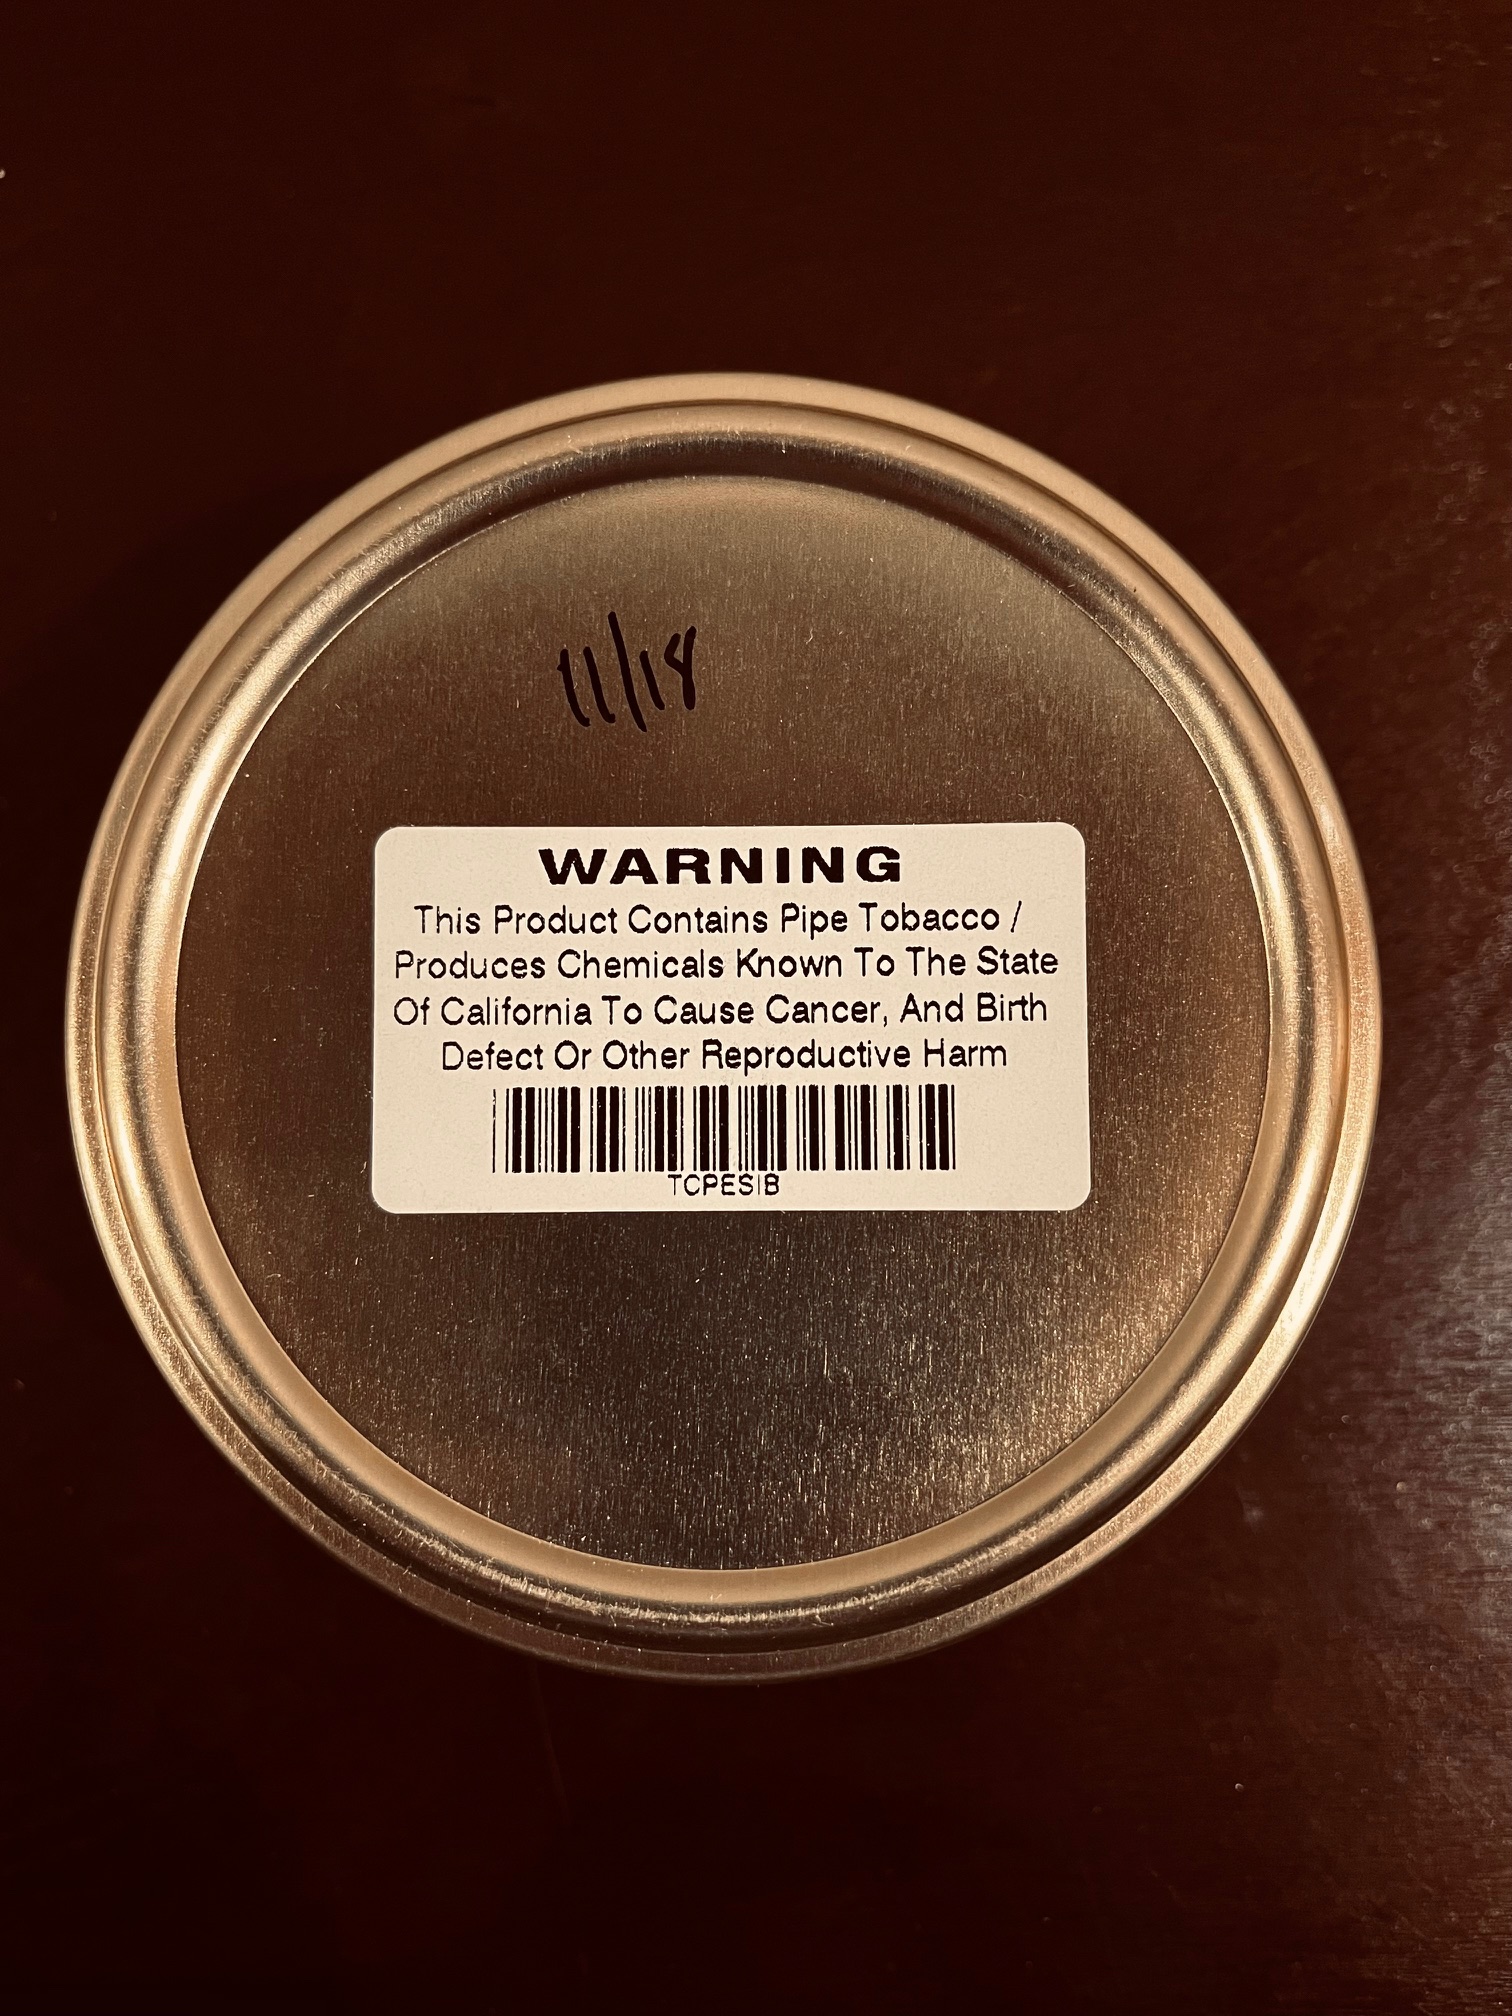 11/18
WARNING
This Product Contains Pipe Tobacco /
Produces Chemicals Known To The State
Of California To Cause Cancer, And Birth
Defect Or Other Reproductive Harm
TCPESIB